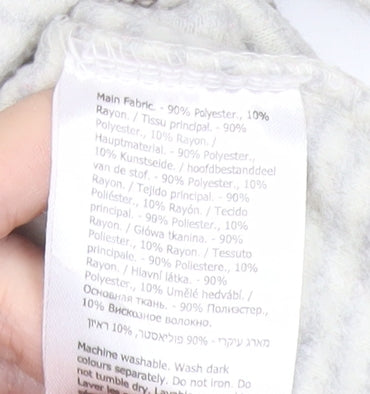 Main Fabric. - 90% Polyester., 10%
Rayon. / Tissu principal. - 90%
Polyester., 10% Rayon. /
Hauptmaterial. - 90% Polyester.,
10% Kunstseide. / hoofdbestanddeel
van de stof. - 90% Polyester., 10%
Rayon. / Tejido principal. - 90%
Poliéster., 10% Rayón. / Tecido
principal. - 90% Polyester., 10%
Rayon. / Główa tkanina. - 90%
Poliester., 10% Rayon. / Tessuto
principale. - 90% Poliestere., 10%
Rayon. / Hlavní látka. - 90%
Polyester., 10% Umělé hedvábí. /
Основная ткань. - 90% Полиэстер.,
10% Вискозное волокно.
מארג עיקרי - 90% פוליאסטר, 10% ראיון
Machine washable. Wash dark
colours separately. Do not iron. Do
not tumble dry.
Laver les